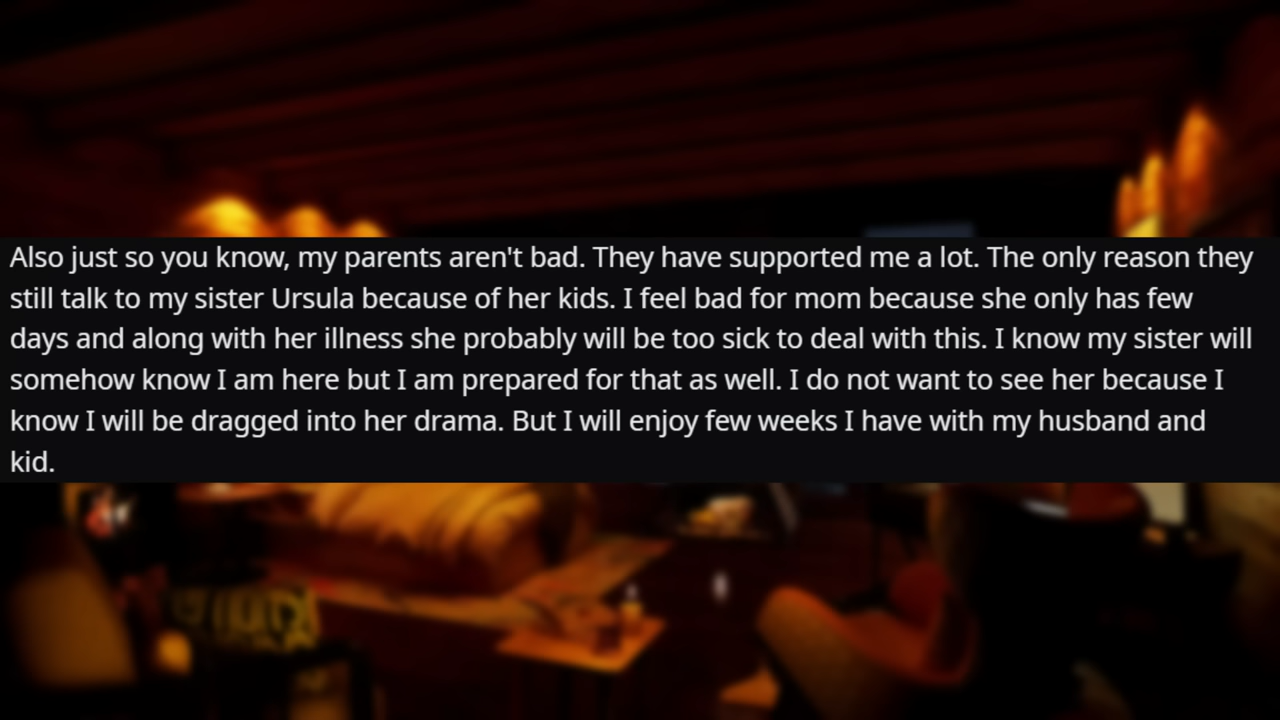 Also just so you know, my parents aren't bad. They have supported me a lot. The only reason they
still talk to my sister Ursula because of her kids. I feel bad for mom because she only has few
days and along with her illness she probably will be too sick to deal with this. I know my sister will
somehow know I am here but I am prepared for that as well. I do not want to see her because I
know I will be dragged into her drama. But I will enjoy few weeks I have with my husband and
kid.